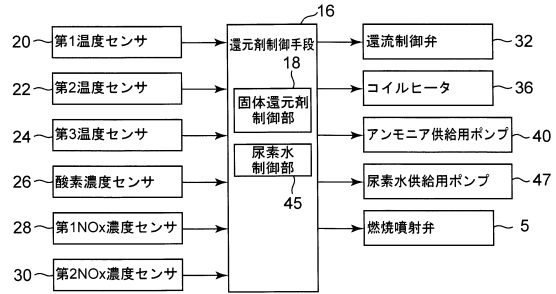 16
20
第1温度センサ
還元剤制御手段
還流制御弁
32
18
22
第2温度センサ
固体還元剤
制御部
コイルヒータ
36
24
第3温度センサ
アンモニア供給用ポンプ
40
尿素水
制御部
26
酸素濃度センサ
45
尿素水供給用ポンプ
47
28
第1NOx濃度センサ
燃焼噴射弁
5
30
第2NOx濃度センサ